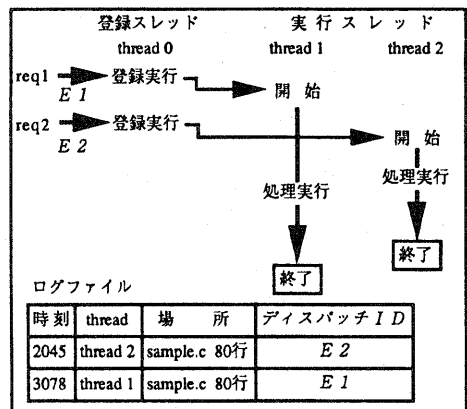 登録スレッド 実行スレッド
thread 0 thread 1 thread 2
req1 登録実行
E 1
開 始
req2 登録実行
E 2
開 始
処理実行
処理実行
終了
終了
ログファイル
時刻 thread 場 所 ディスパッチID
2045 thread 2 sample.c 80行 E 2
3078 thread 1 sample.c 80行 E 1